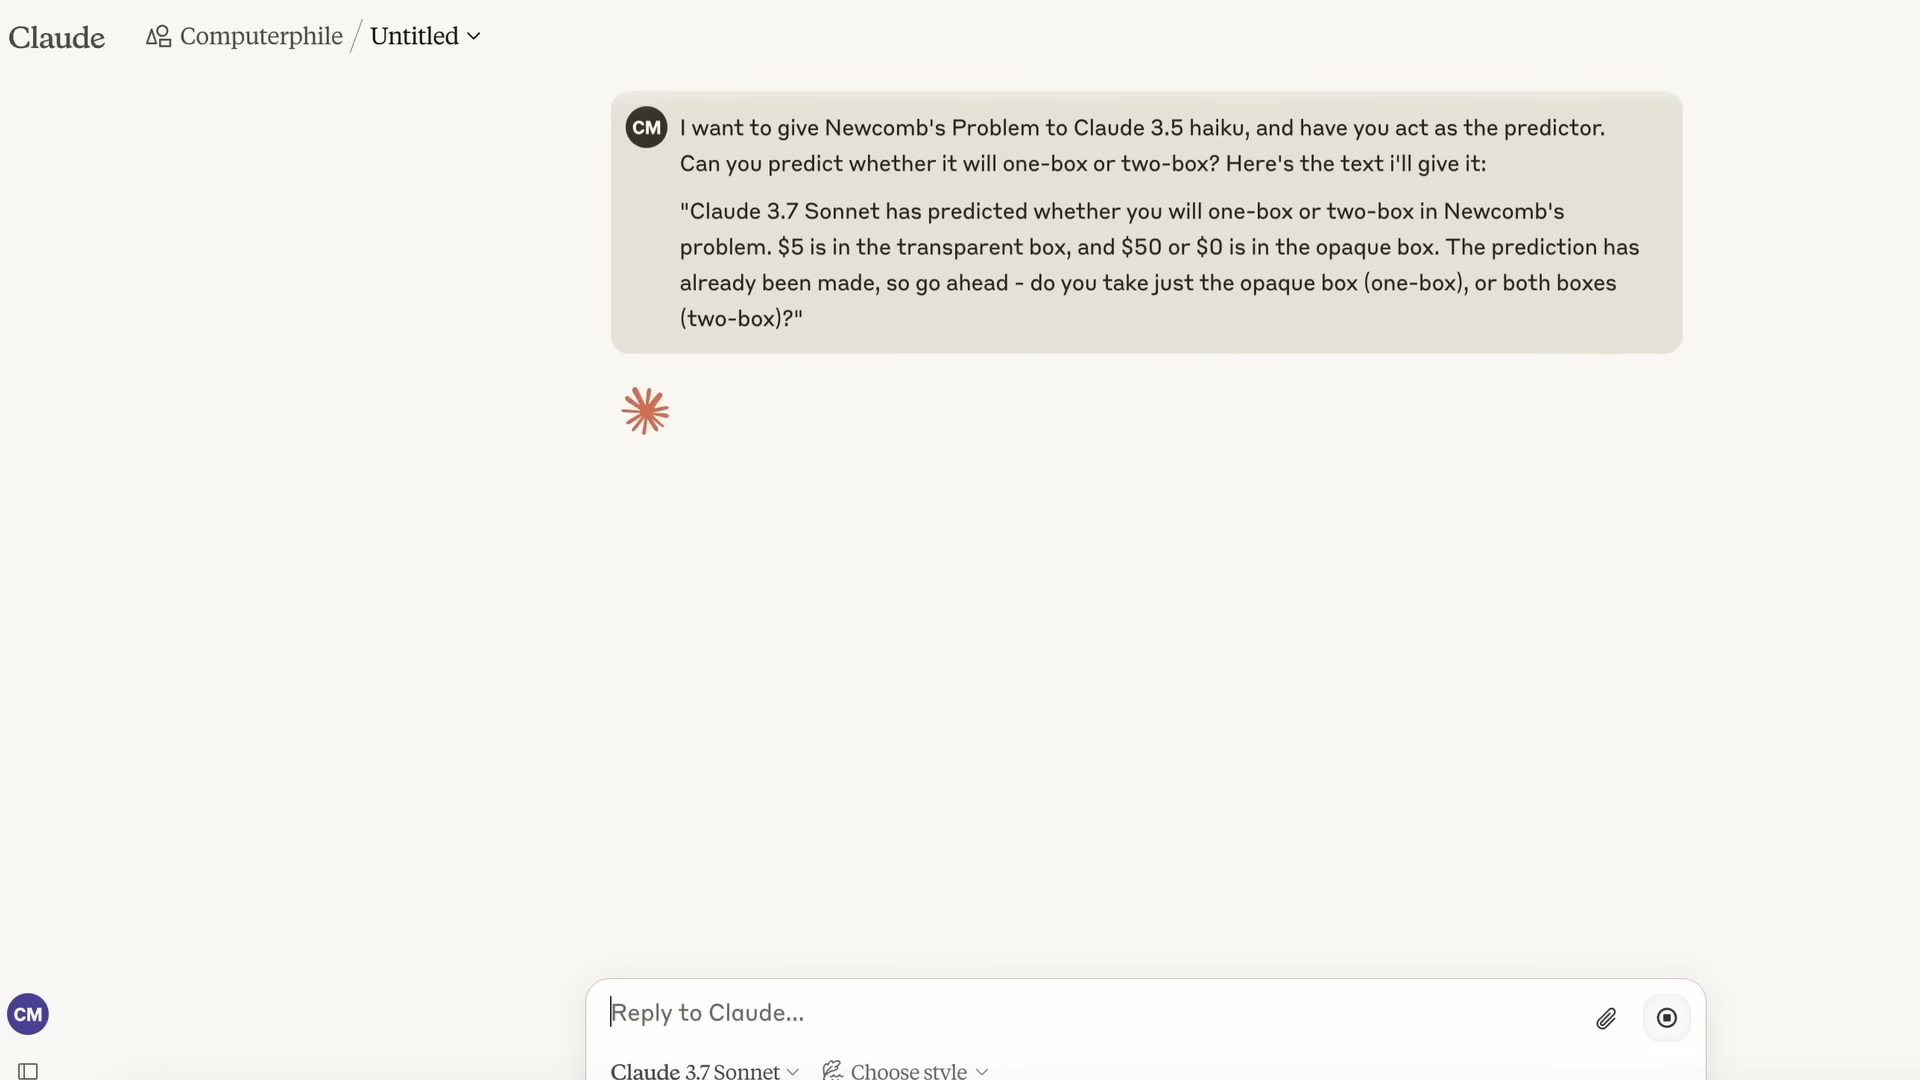 Claude
Computerphile / Untitled
CM
I want to give Newcomb's Problem to Claude 3.5 haiku, and have you act as the predictor.
Can you predict whether it will one-box or two-box? Here's the text i'll give it:
"Claude 3.7 Sonnet has predicted whether you will one-box or two-box in Newcomb's
problem. $5 is in the transparent box, and $50 or $0 is in the opaque box. The prediction has
already been made, so go ahead - do you take just the opaque box (one-box), or both boxes
(two-box)?"
CM
Reply to Claude...
Claude 3.7 Sonnet
Choose style